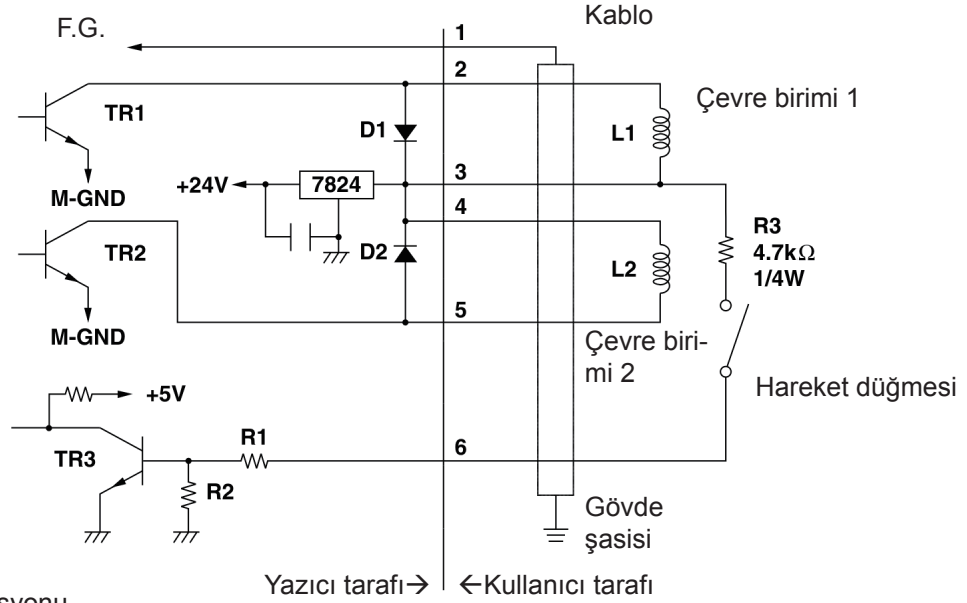 Kablo
F.G.
1
2
TR1
D1
L1
Çevre birimi 1
M-GND
+24V
7824
3
4
R3
4.7kΩ
1/4W
TR2
D2
L2
M-GND
5
Çevre biri-
mi 2
Hareket düğmesi
+5V
TR3
R1
6
R2
Gövde
şasisi
Yazıcı tarafı→
←Kullanıcı tarafı